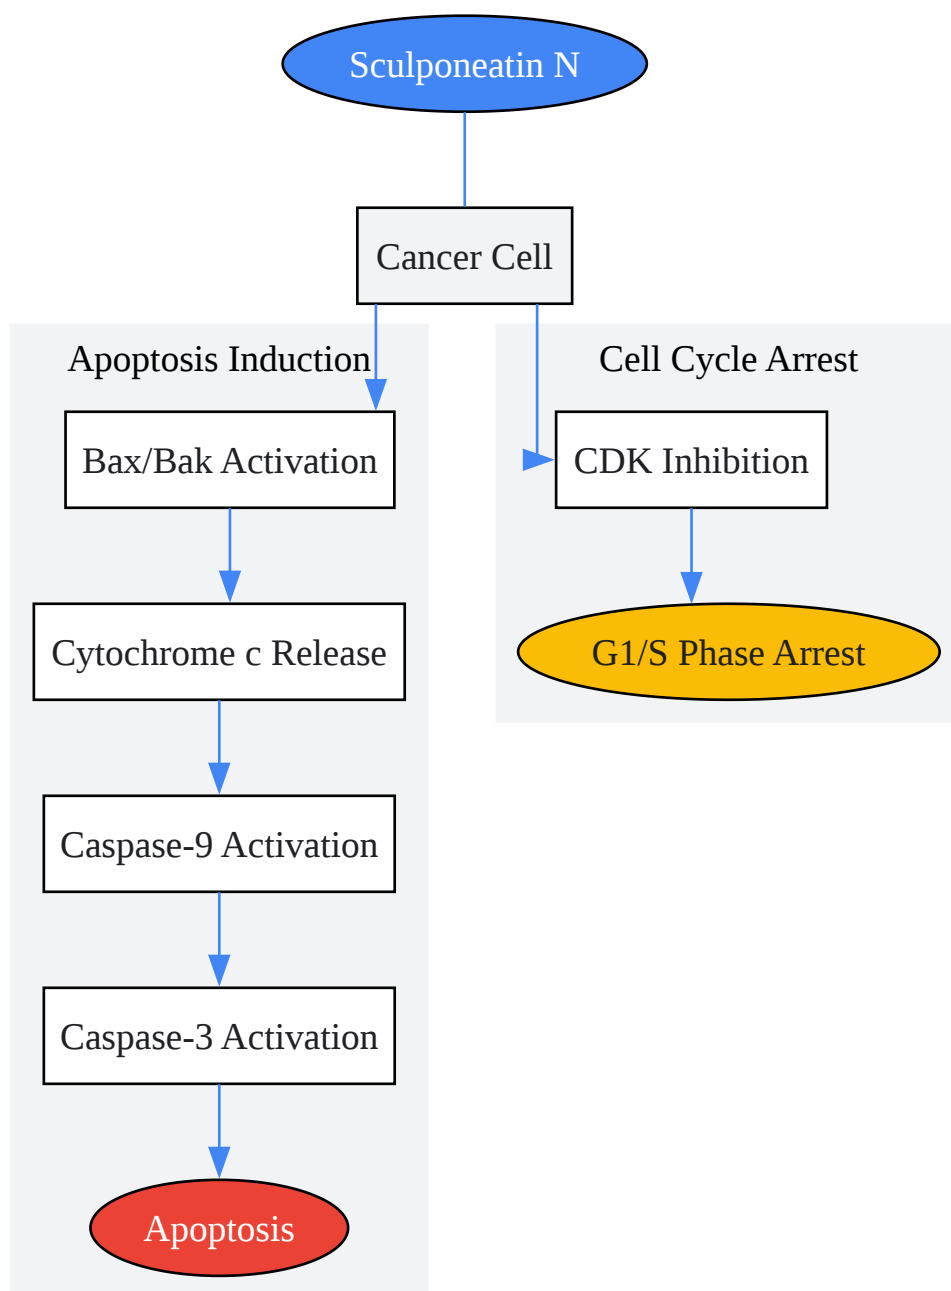 Sculponeatin N
Cancer Cell
Apoptosis Induction
Bax/Bak Activation
Cytochrome c Release
Caspase-9 Activation
Caspase-3 Activation
Apoptosis
Cell Cycle Arrest
CDK Inhibition
G1/S Phase Arrest